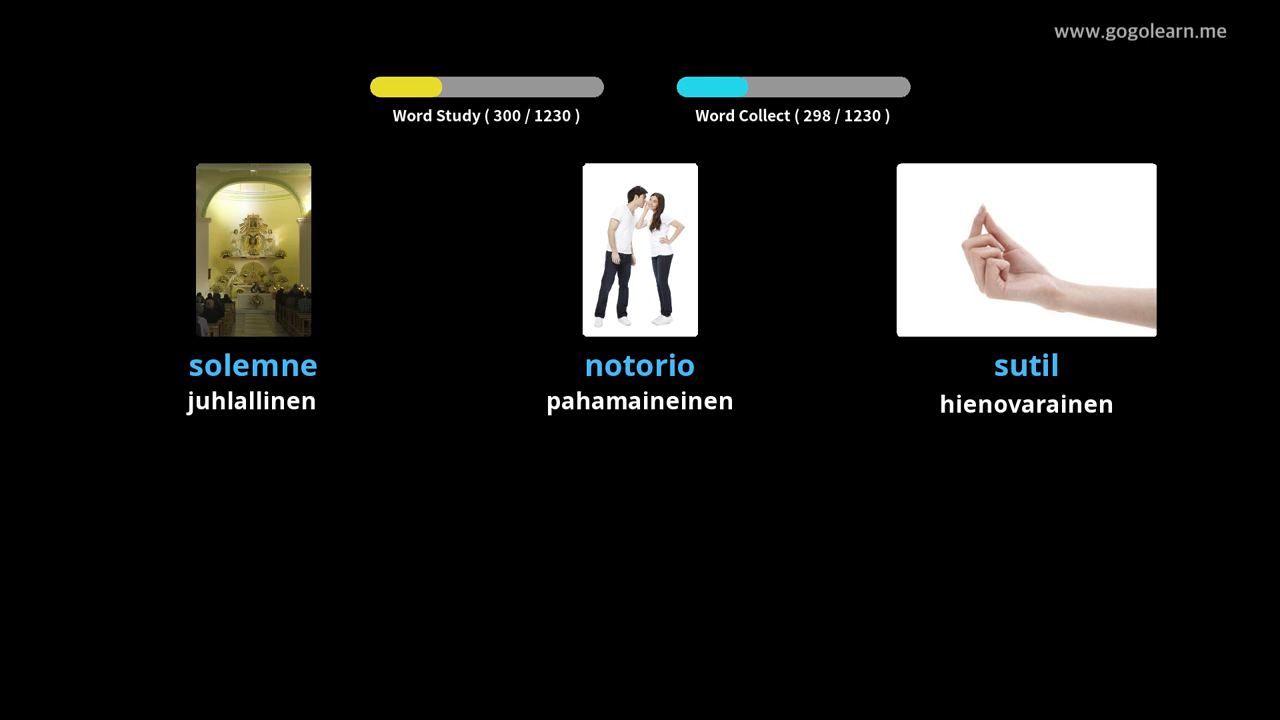 www.gogolearn.me
Word Study ( 300 / 1230 )
Word Collect ( 298 / 1230 )
solemne
juhlallinen
notorio
pahamaineinen
sutil
hienovarainen